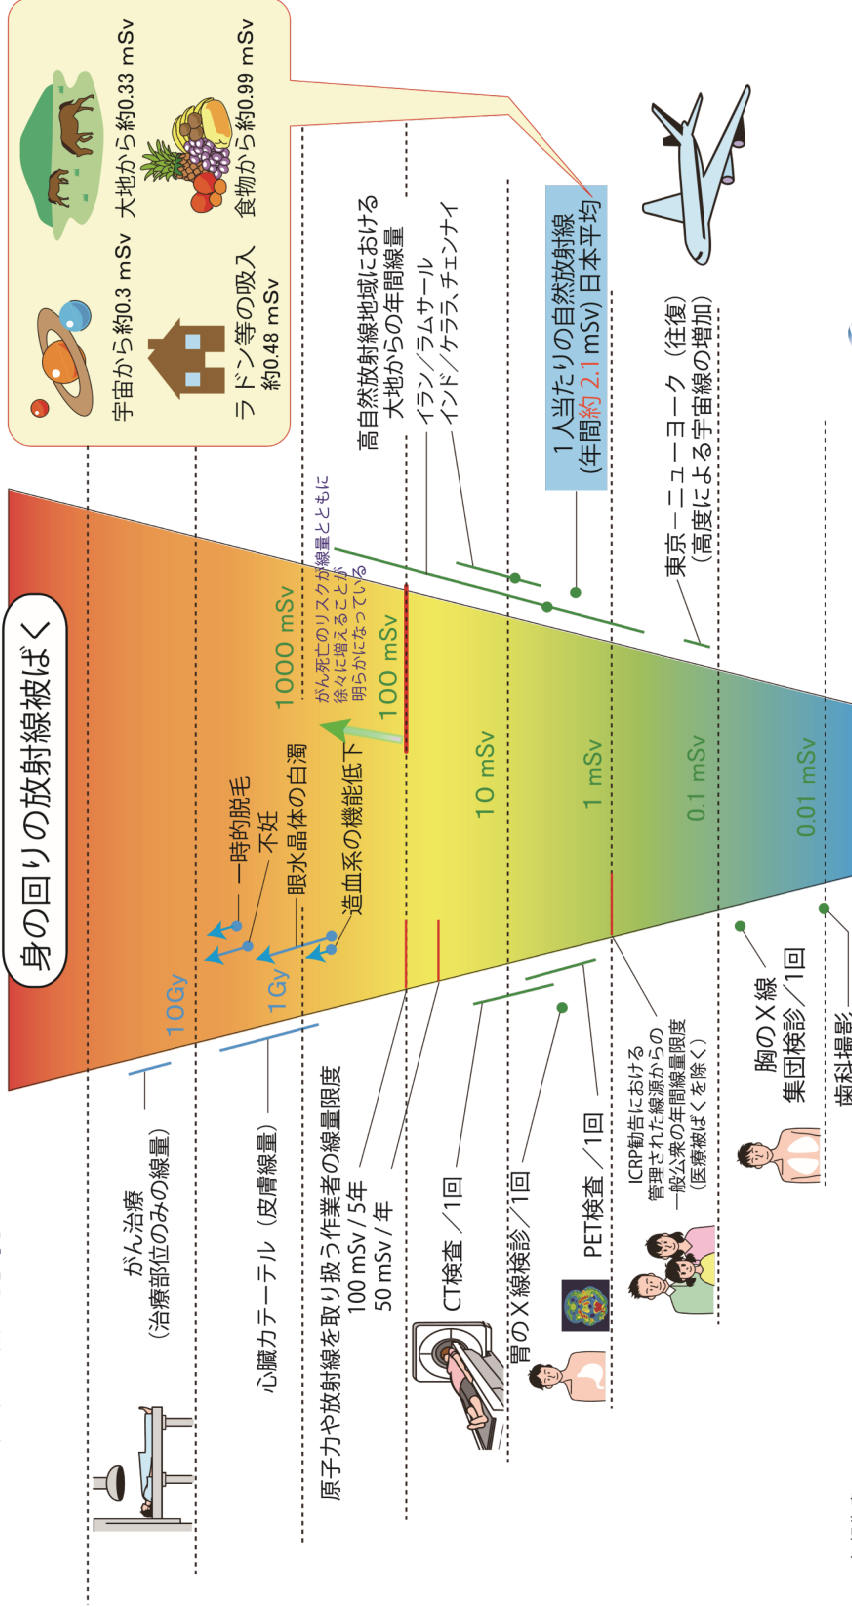 身の回りの放射線被ばく
宇宙から約0.3 mSv
大地から約0.33 mSv
ラドン等の吸入
約0.48 mSv
食物から約0.99 mSv
10Gy
1Gy
一時的脱毛
不妊
眼水晶体の白濁
造血系の機能低下
1000 mSv
がん死亡のリスクが線量とともに
徐々に増えることが
明らかになっている
100 mSv
10 mSv
1 mSv
0.1 mSv
0.01 mSv
がん治療
(治療部位のみの線量)
心臓カテーテル(皮膚線量)
原子力や放射線を取り扱う作業者の線量限度
100 mSv / 5年
50 mSv / 年
CT検査/1回
胃のX線検診/1回
PET検査/1回
ICRP勧告における
管理された線源からの
一般公衆の年間線量限度
(医療被ばくを除く)
胸のX線
集団検診/1回
歯科撮影
高自然放射線地域における
大地からの年間線量
イラン/ラムサール
インド/ケララ、チェンナイ
1人当たりの自然放射線
(年間約 2.1 mSv) 日本平均
東京－ニューヨーク(往復)
(高度による宇宙線の増加)